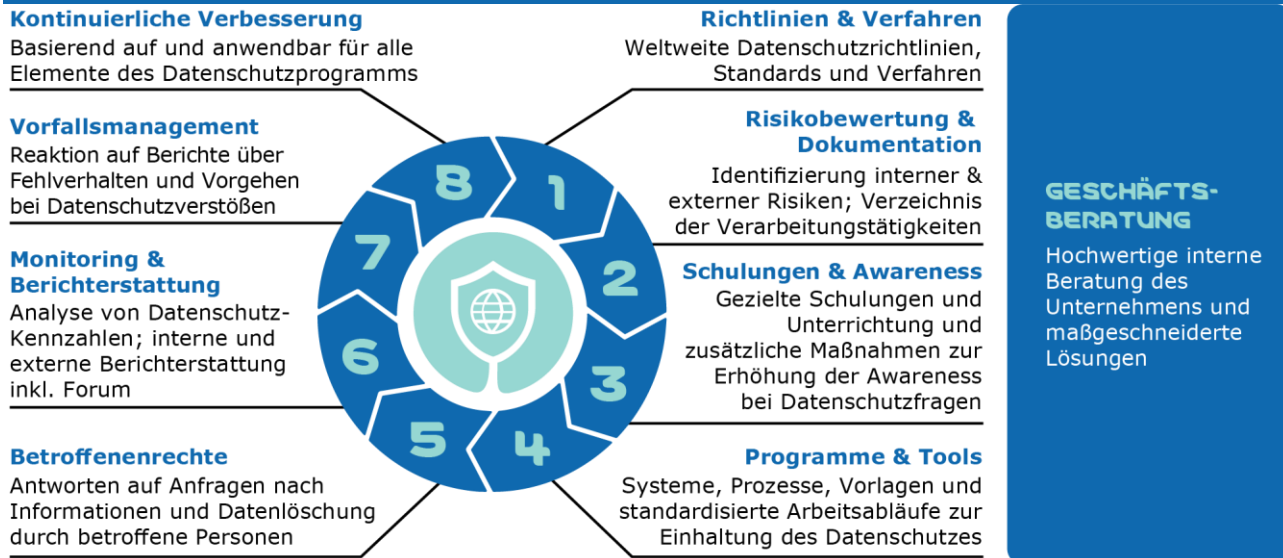 Kontinuierliche Verbesserung
Basierend auf und anwendbar für alle
Elemente des Datenschutzprogramms
Vorfallsmanagement
Reaktion auf Berichte über
Fehlverhalten und Vorgehen
bei Datenschutzverstößen
Monitoring &
Berichterstattung
Analyse von Datenschutz-
Kennzahlen; interne und
externe Berichterstattung
inkl. Forum
Betroffenenrechte
Antworten auf Anfragen nach
Informationen und Datenlöschung
durch betroffene Personen
8
7
6
5
1
2
3
4
Richtlinien & Verfahren
Weltweite Datenschutzrichtlinien,
Standards und Verfahren
Risikobewertung &
Dokumentation
Identifizierung interner &
externer Risiken; Verzeichnis
der Verarbeitungstätigkeiten
Schulungen & Awareness
Gezielte Schulungen und
Unterrichtung und
zusätzliche Maßnahmen zur
Erhöhung der Awareness
bei Datenschutzfragen
Programme & Tools
Systeme, Prozesse, Vorlagen und
standardisierte Arbeitsabläufe zur
Einhaltung des Datenschutzes
GESCHÄFTS-
BERATUNG
Hochwertige interne
Beratung des
Unternehmens und
maßgeschneiderte
Lösungen